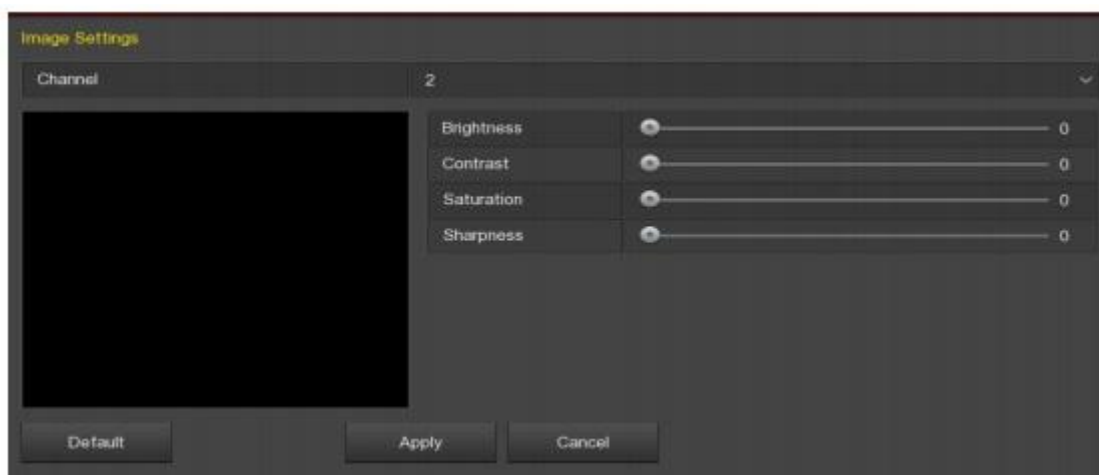 Image Settings
Channel 2
Brightness 0
Contrast 0
Saturation 0
Sharpness 0
Default Apply Cancel